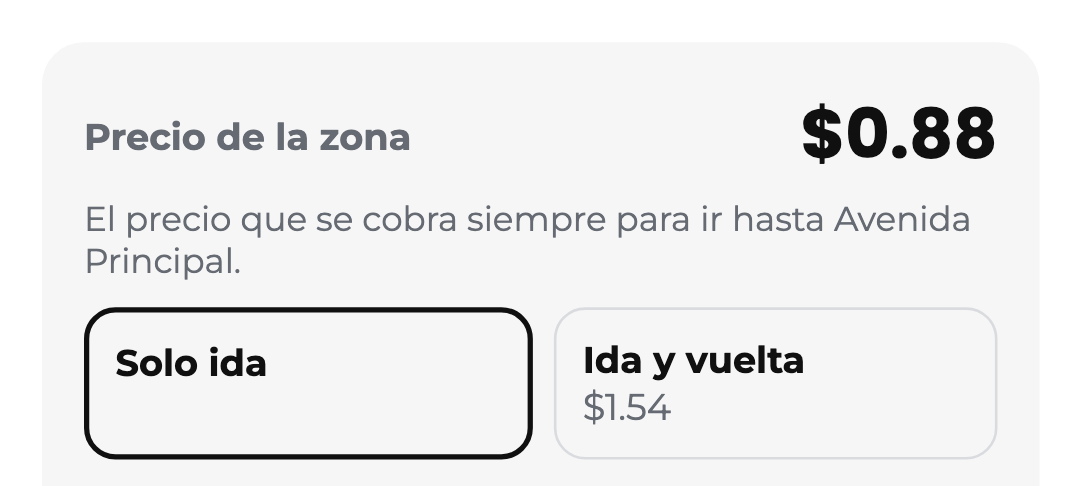 Precio de la zona
$0.88
El precio que se cobra siempre para ir hasta Avenida
Principal.
Solo ida
Ida y vuelta
$1.54